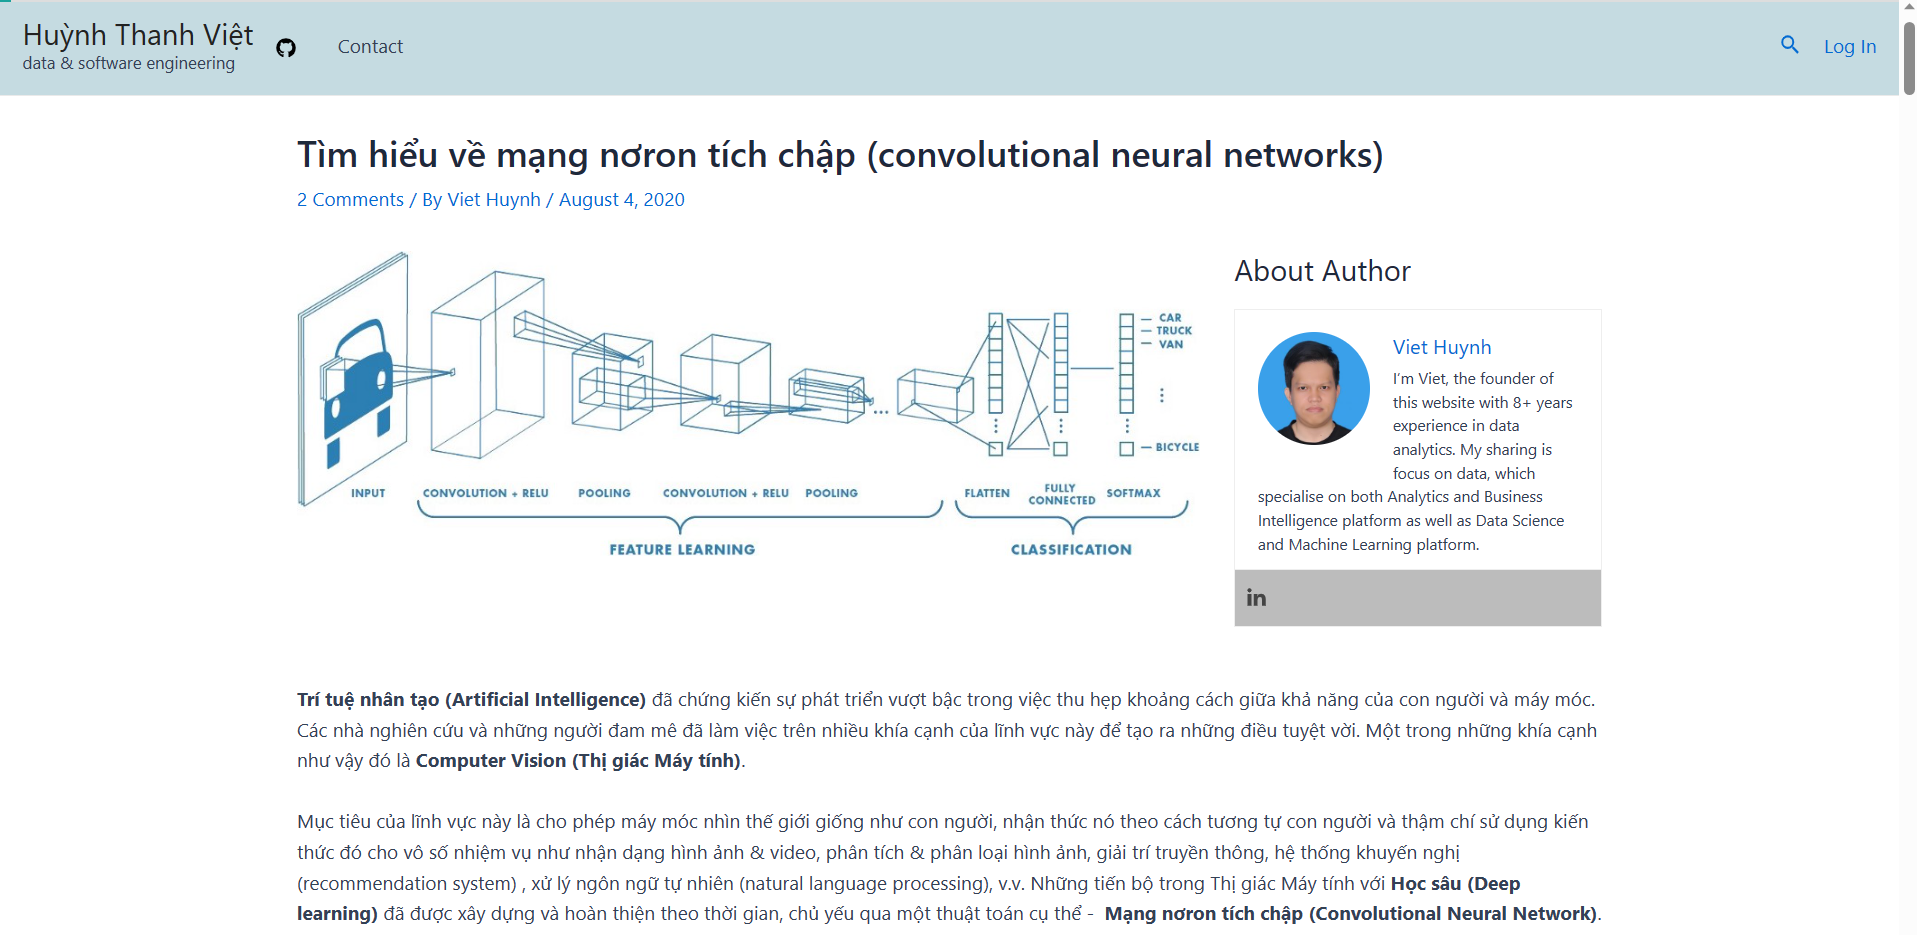 Huỳnh Thanh Việt
data & software engineering
Contact
Log In
Tìm hiểu về mạng nơron tích chập (convolutional neural networks)
2 Comments / By Viet Huynh / August 4, 2020
CAR
TRUCK
VAN
BICYCLE
INPUT
CONVOLUTION + RELU
POOLING
CONVOLUTION + RELU
POOLING
FLATTEN
FULLY
CONNECTED
SOFTMAX
FEATURE LEARNING
CLASSIFICATION
About Author
Viet Huynh
I'm Viet, the founder of
this website with 8+ years
experience in data
analytics. My sharing is
focus on data, which
specialise on both Analytics and Business
Intelligence platform as well as Data Science
and Machine Learning platform.
in
Trí tuệ nhân tạo (Artificial Intelligence) đã chứng kiến sự phát triển vượt bậc trong việc thu hẹp khoảng cách giữa khả năng của con người và máy móc.
Các nhà nghiên cứu và những người đam mê đã làm việc trên nhiều khía cạnh của lĩnh vực này để tạo ra những điều tuyệt vời. Một trong những khía cạnh
như vậy đó là Computer Vision (Thị giác Máy tính).
Mục tiêu của lĩnh vực này là cho phép máy móc nhìn thế giới giống như con người, nhận thức nó theo cách tương tự con người và thậm chí sử dụng kiến
thức đó cho vô số nhiệm vụ như nhận dạng hình ảnh & video, phân tích & phân loại hình ảnh, giải trí truyền thông, hệ thống khuyến nghị
(recommendation system) , xử lý ngôn ngữ tự nhiên (natural language processing), v.v. Những tiến bộ trong Thị giác Máy tính với Học sâu (Deep
learning) đã được xây dựng và hoàn thiện theo thời gian, chủ yếu qua một thuật toán cụ thể - Mạng nơron tích chập (Convolutional Neural Network).